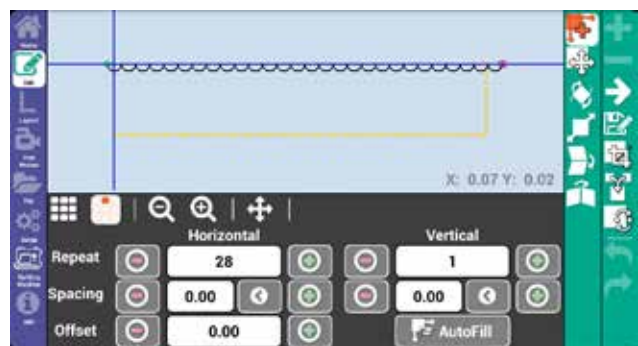 X: 0.07 Y: 0.02
Horizontal
Vertical
Repeat
28
1
Spacing
0.00
0.00
Offset
0.00
AutoFill